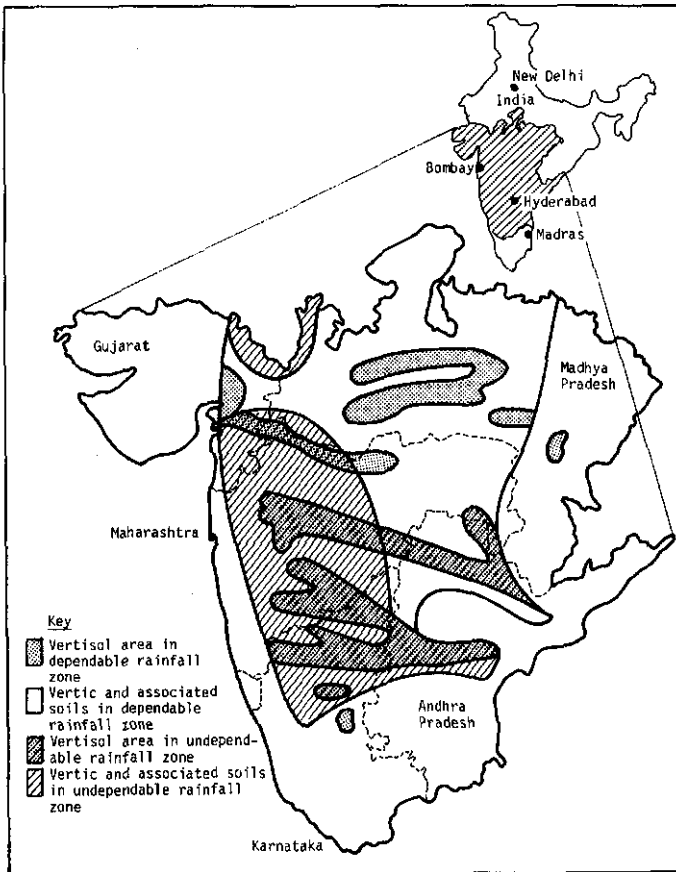 New Delhi
India
Bombay
Hyderabad
Madras
Gujarat
Madhya
Pradesh
Maharashtra
Key
Vertisol area in
dependable rainfall
zone
Vertic and associated
soils in dependable
rainfall zone
Vertisol area in undepend-
able rainfall zone
Vertic and associated soils
in undependable rainfall
zone
Andhra
Pradesh
Karnataka